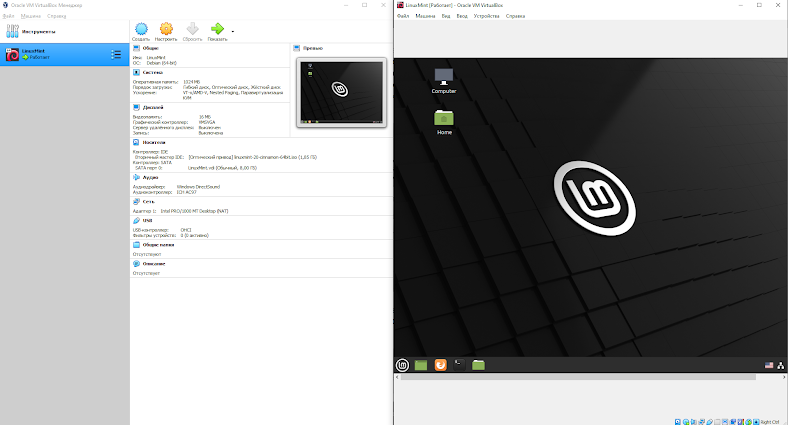 Oracle VM VirtualBox Менеджер
Файл Машина Справка
Инструменты
LinuxMint
Работает
Создать Настроить Сбросить Показать
Общие
Имя: LinuxMint
ОС: Debian (64-bit)
Система
Оперативная память: 1024 МБ
Порядок загрузки: Гибкий диск, Оптический диск, Жёсткий диск
Ускорение: VT-x/AMD-V, Nested Paging, Паравиртуализация
KVM
Дисплей
Видеопамять: 16 МБ
Графический контроллер: VMSVGA
Сервер удалённого дисплея: Выключен
Запись: Выключена
Носители
Контроллер: IDE
Вторичный мастер IDE: [Оптический привод] linuxmint-20-cinnamon-64bit.iso (1,85 ГБ)
Контроллер: SATA
SATA порт 0: LinuxMint.vdi (Обычный, 8,00 ГБ)
Аудио
Аудиодрайвер: Windows DirectSound
Аудиоконтроллер: ICH AC97
Сеть
Адаптер 1: Intel PRO/1000 MT Desktop (NAT)
USB
USB-контроллер: OHCI
Фильтры устройств: 0 (0 активно)
Общие папки
Отсутствуют
Описание
Отсутствует
Превью
LinuxMint [Работает] - Oracle VM VirtualBox
Файл Машина Вид Ввод Устройства Справка
Computer
Home
Right Ctrl